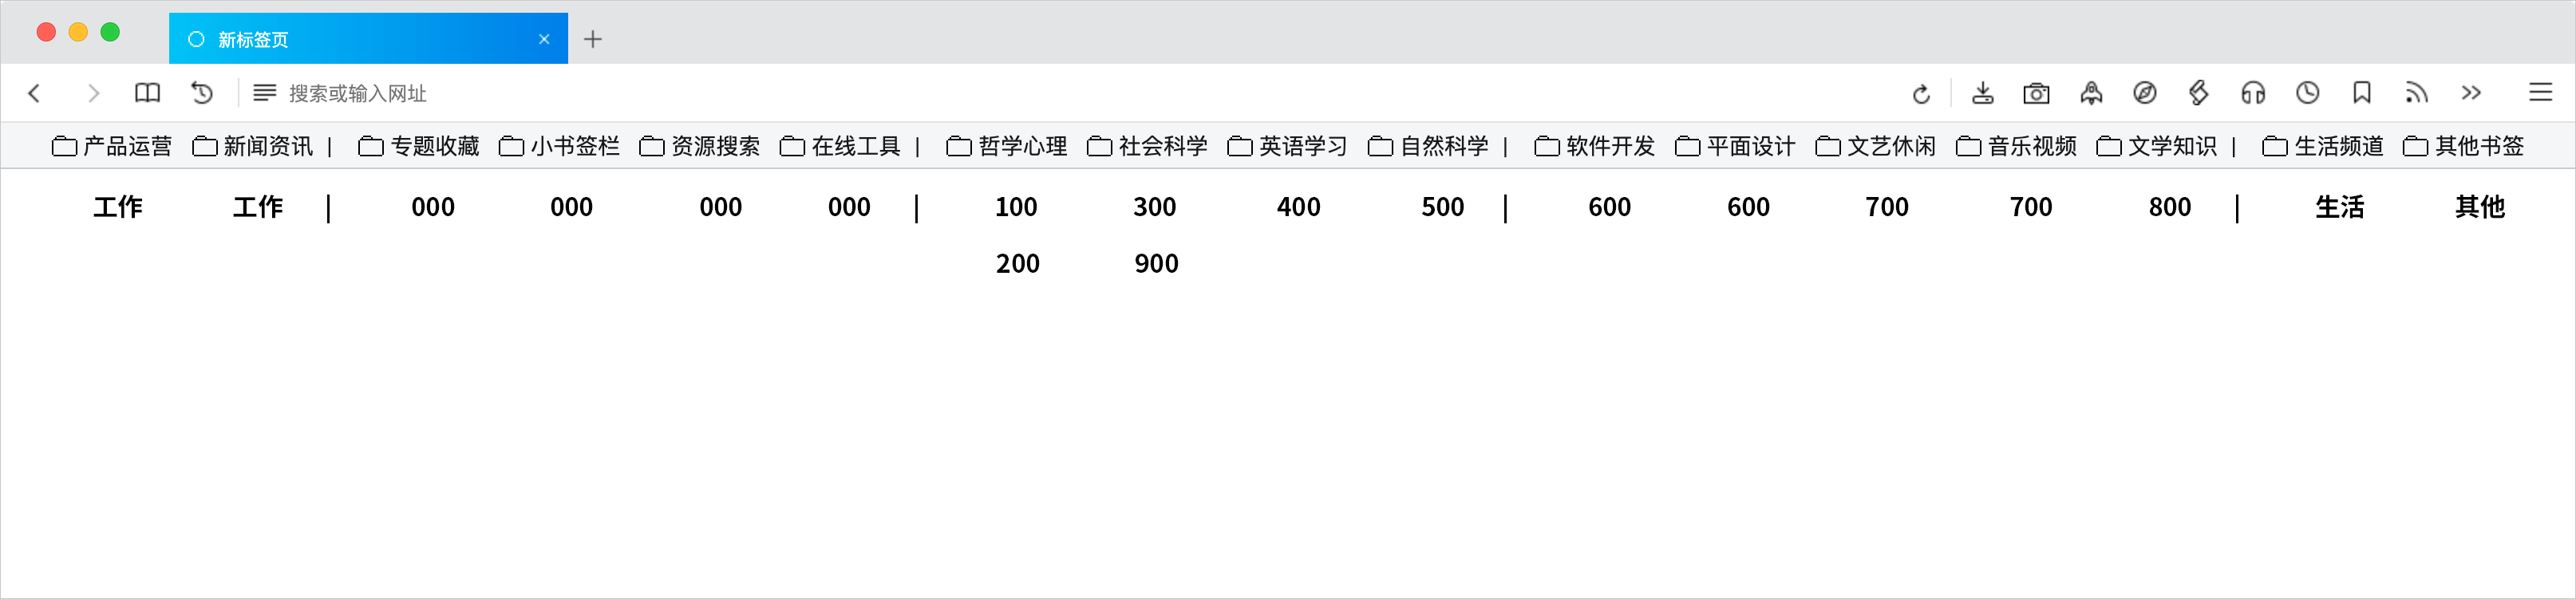 新标签页
搜索或输入网址
产品运营 新闻资讯 | 专题收藏 小书签栏 资源搜索 在线工具 | 哲学心理 社会科学 英语学习 自然科学 | 软件开发 平面设计 文艺休闲 音乐视频 文学知识 | 生活频道 其他书签
工作 工作 | 000 000 000 000 | 100 300 400 500 | 600 600 700 700 800 | 生活 其他
200 900